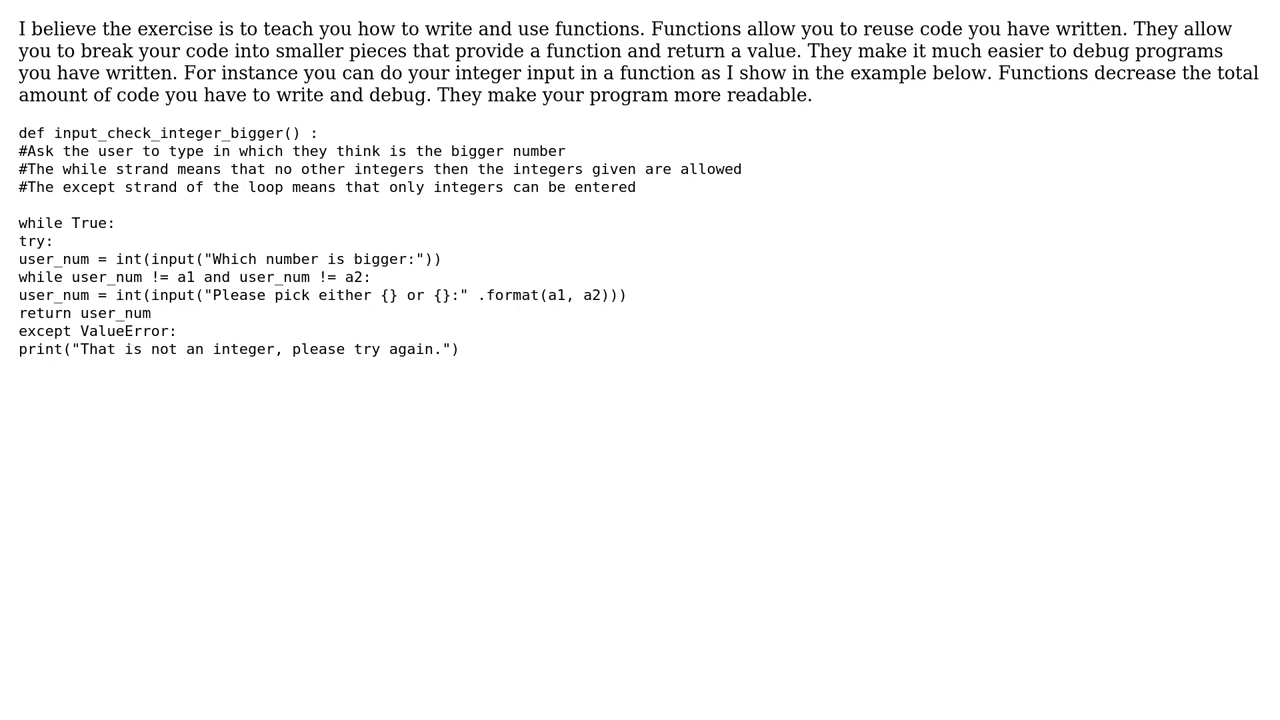 I believe the exercise is to teach you how to write and use functions. Functions allow you to reuse code you have written. They allow
you to break your code into smaller pieces that provide a function and return a value. They make it much easier to debug programs
you have written. For instance you can do your integer input in a function as I show in the example below. Functions decrease the total
amount of code you have to write and debug. They make your program more readable.
def input_check_integer_bigger() :
#Ask the user to type in which they think is the bigger number
#The while strand means that no other integers then the integers given are allowed
#The except strand of the loop means that only integers can be entered
while True:
try:
user_num = int(input("Which number is bigger:"))
while user_num != a1 and user_num != a2:
user_num = int(input("Please pick either {} or {}:" .format(a1, a2)))
return user_num
except ValueError:
print("That is not an integer, please try again.")